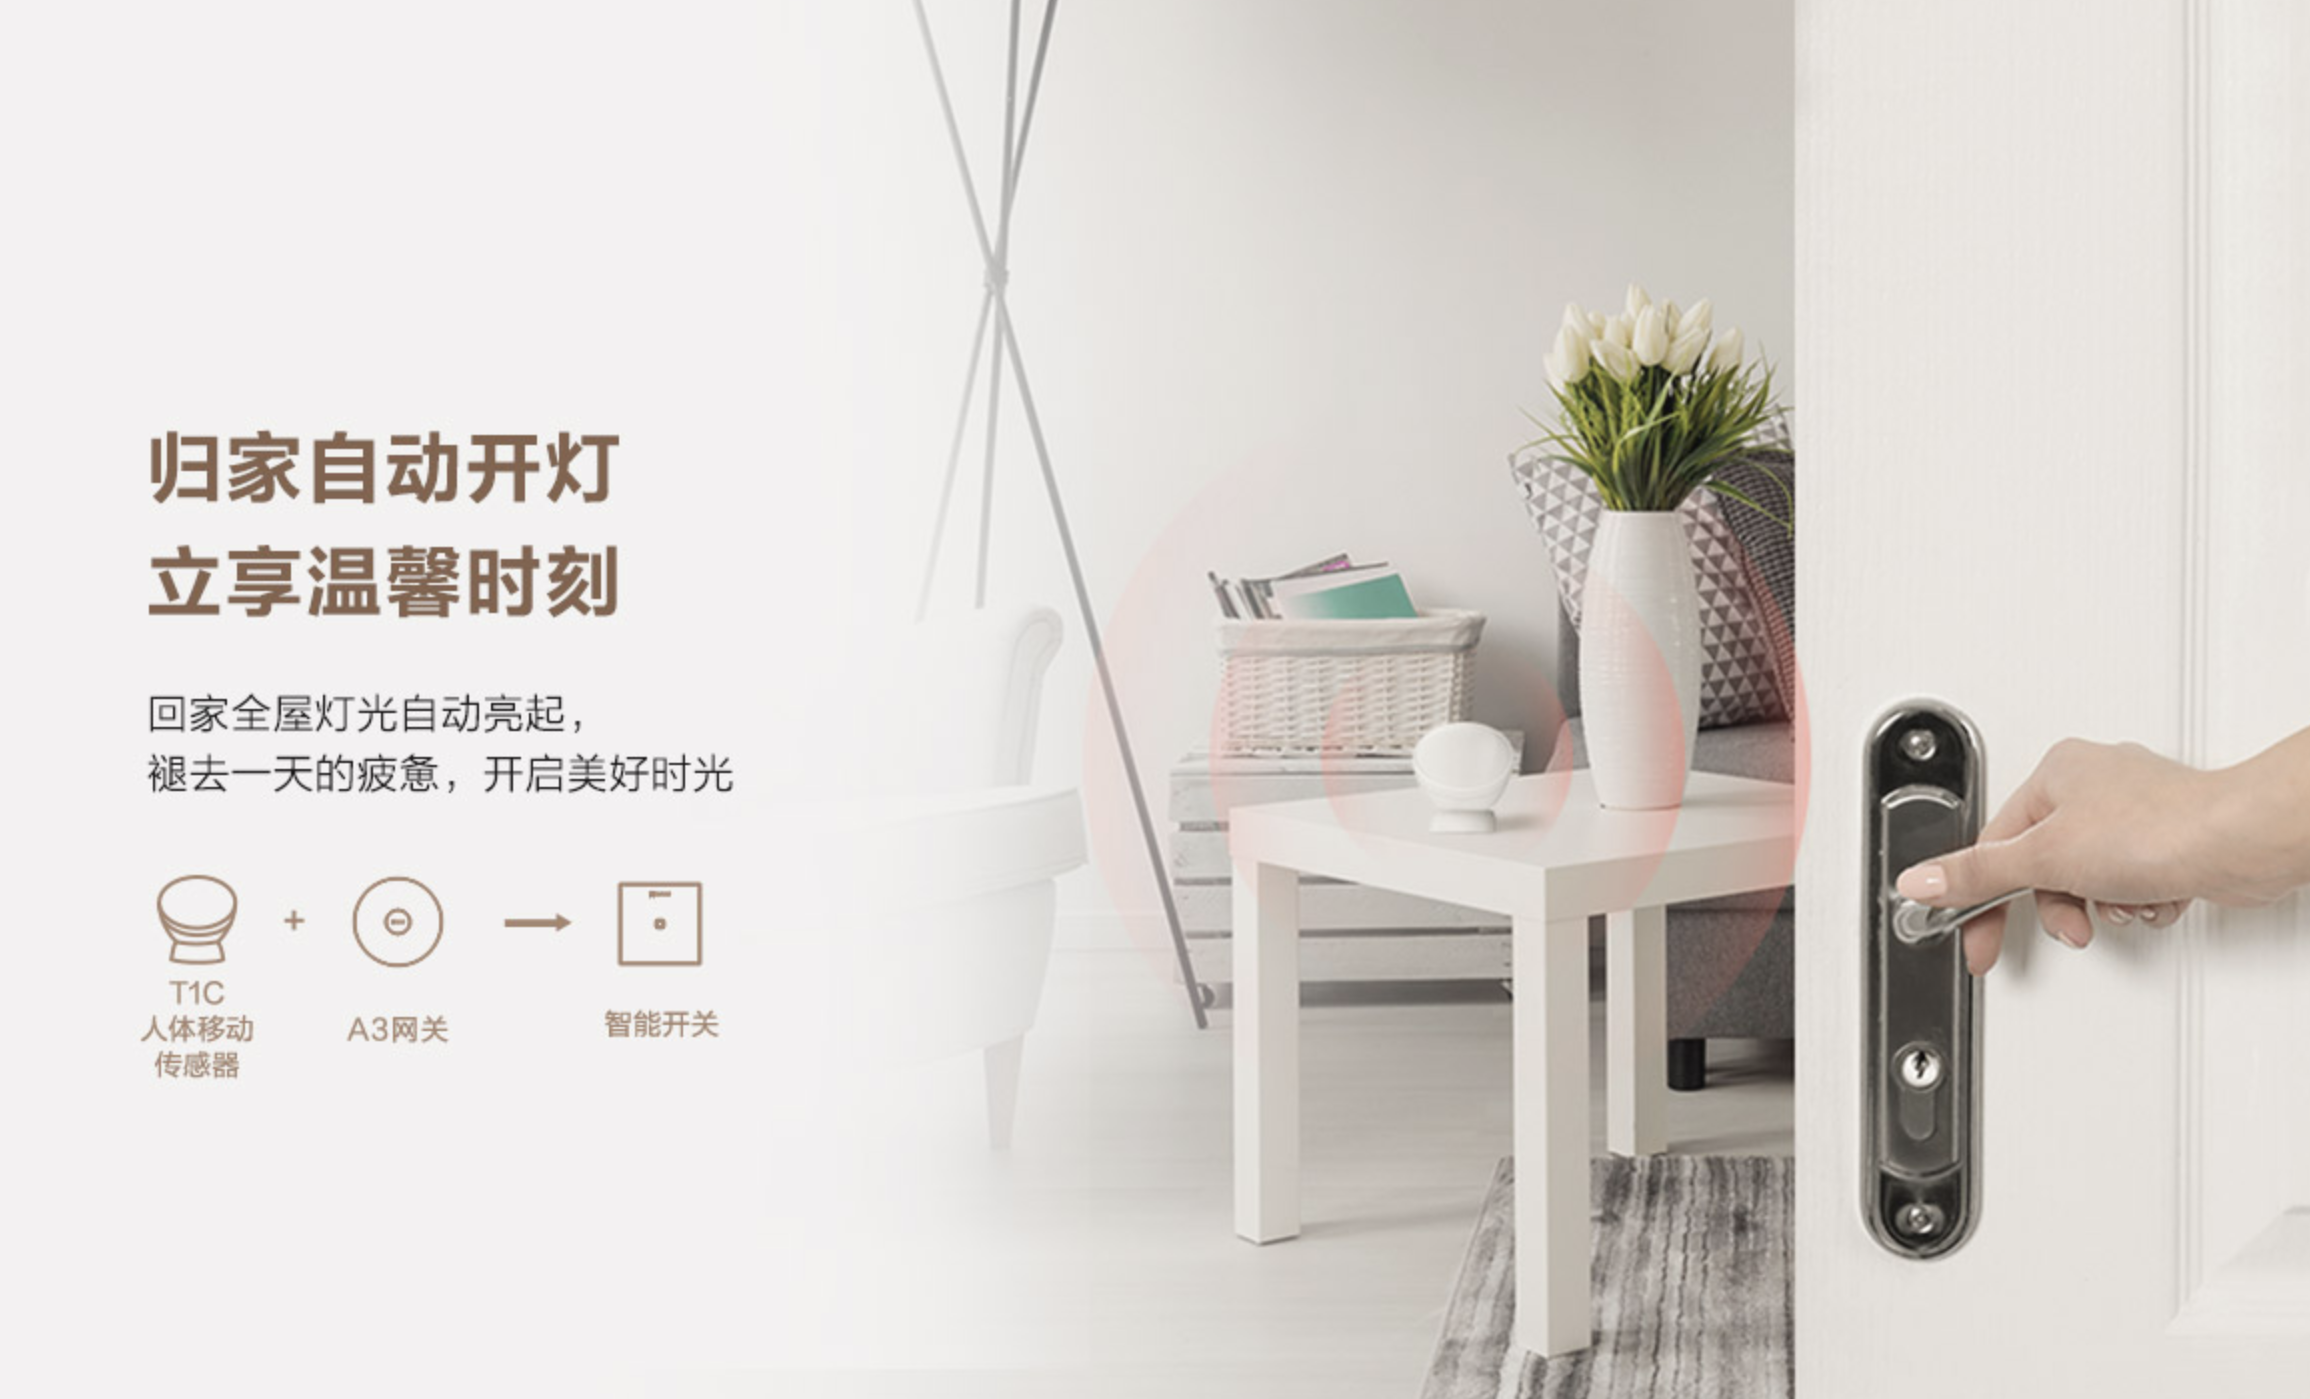 归家自动开灯
立享温馨时刻
回家全屋灯光自动亮起，
褪去一天的疲惫，开启美好时光
+
T1C
人体移动
传感器
A3网关
智能开关